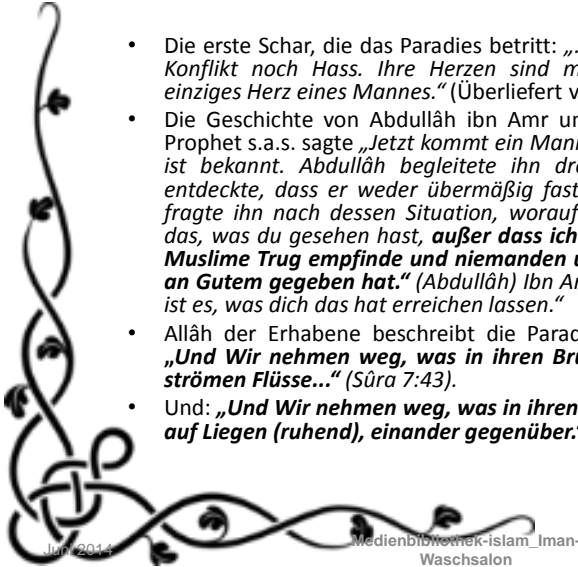 • Die erste Schar, die das Paradies betritt: „.
Konflikt noch Hass. Ihre Herzen sind m
einziges Herz eines Mannes.“ (Überliefert v
• Die Geschichte von Abdullâh ibn Amr un
Prophet s.a.s. sagte „Jetzt kommt ein Man
ist bekannt. Abdullâh begleitete ihn dre
entdeckte, dass er weder übermäßig fast
fragte ihn nach dessen Situation, worauf
das, was du gesehen hast, außer dass ich
Muslime Trug empfinde und niemanden u
an Gutem gegeben hat.“ (Abdullâh) Ibn Am
ist es, was dich das hat erreichen lassen.“
• Allâh der Erhabene beschreibt die Parad
„Und Wir nehmen weg, was in ihren Bru
strömen Flüsse...“ (Sûra 7:43).
• Und: „Und Wir nehmen weg, was in ihren
auf Liegen (ruhend), einander gegenüber.“
Juni 2014
Medienbibliothek-islam_Iman-
Waschsalon